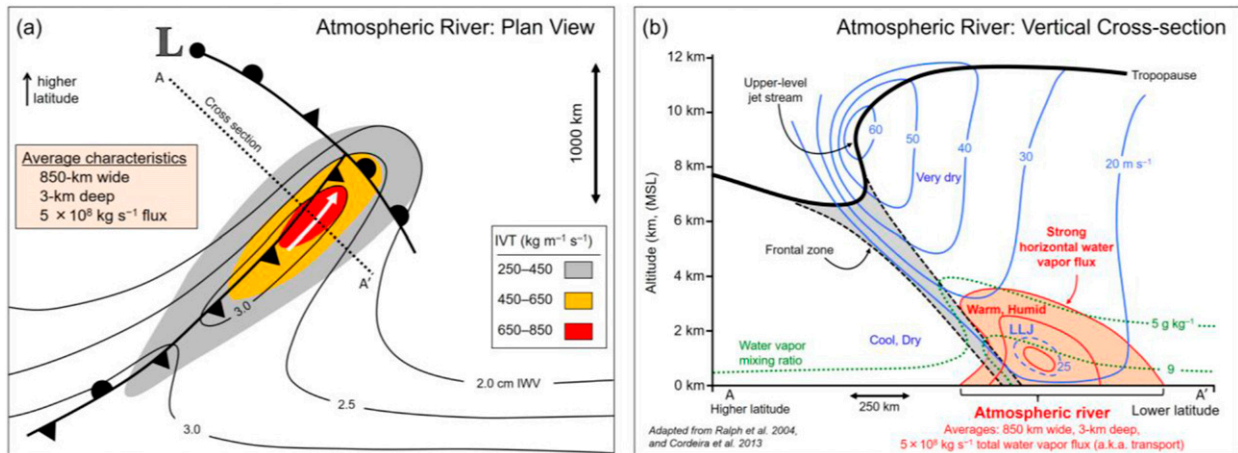 (a)
Atmospheric River: Plan View
L
A
higher
latitude
Cross section
1000 km
Average characteristics
850-km wide
3-km deep
5 × 10⁸ kg s⁻¹ flux
A'
IVT (kg m⁻¹ s⁻¹)
250–450
450–650
650–850
3.0
2.0 cm IWV
2.5
3.0
(b)
Atmospheric River: Vertical Cross-section
12 km
10 km
8 km
6 km
4 km
2 km
0 km
Altitude (km, (MSL)
Upper-level
jet stream
Tropopause
60
50
40
30
20 m s⁻¹
Very dry
Frontal zone
Strong
horizontal water
vapor flux
Warm, Humid
LLJ
25
Cool, Dry
5 g kg⁻¹
9
Water vapor
mixing ratio
A
Higher latitude
250 km
A'
Lower latitude
Atmospheric river
Averages: 850 km wide, 3-km deep,
5 × 10⁸ kg s⁻¹ total water vapor flux (a.k.a. transport)
Adapted from Ralph et al. 2004,
and Cordeira et al. 2013